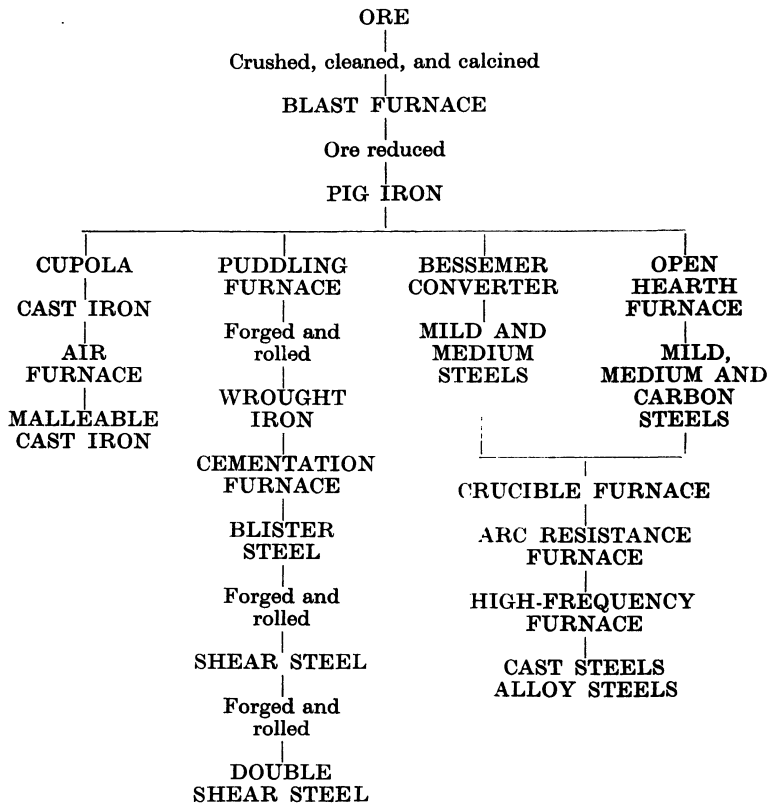 ORE
Crushed, cleaned, and calcined
BLAST FURNACE
Ore reduced
PIG IRON
CUPOLA
CAST IRON
AIR
FURNACE
MALLEABLE
CAST IRON
PUDDLING
FURNACE
Forged and
rolled
WROUGHT
IRON
CEMENTATION
FURNACE
BLISTER
STEEL
Forged and
rolled
SHEAR STEEL
Forged and
rolled
DOUBLE
SHEAR STEEL
BESSEMER
CONVERTER
MILD AND
MEDIUM
STEELS
OPEN
HEARTH
FURNACE
MILD,
MEDIUM AND
CARBON
STEELS
CRUCIBLE FURNACE
ARC RESISTANCE
FURNACE
HIGH-FREQUENCY
FURNACE
CAST STEELS
ALLOY STEELS